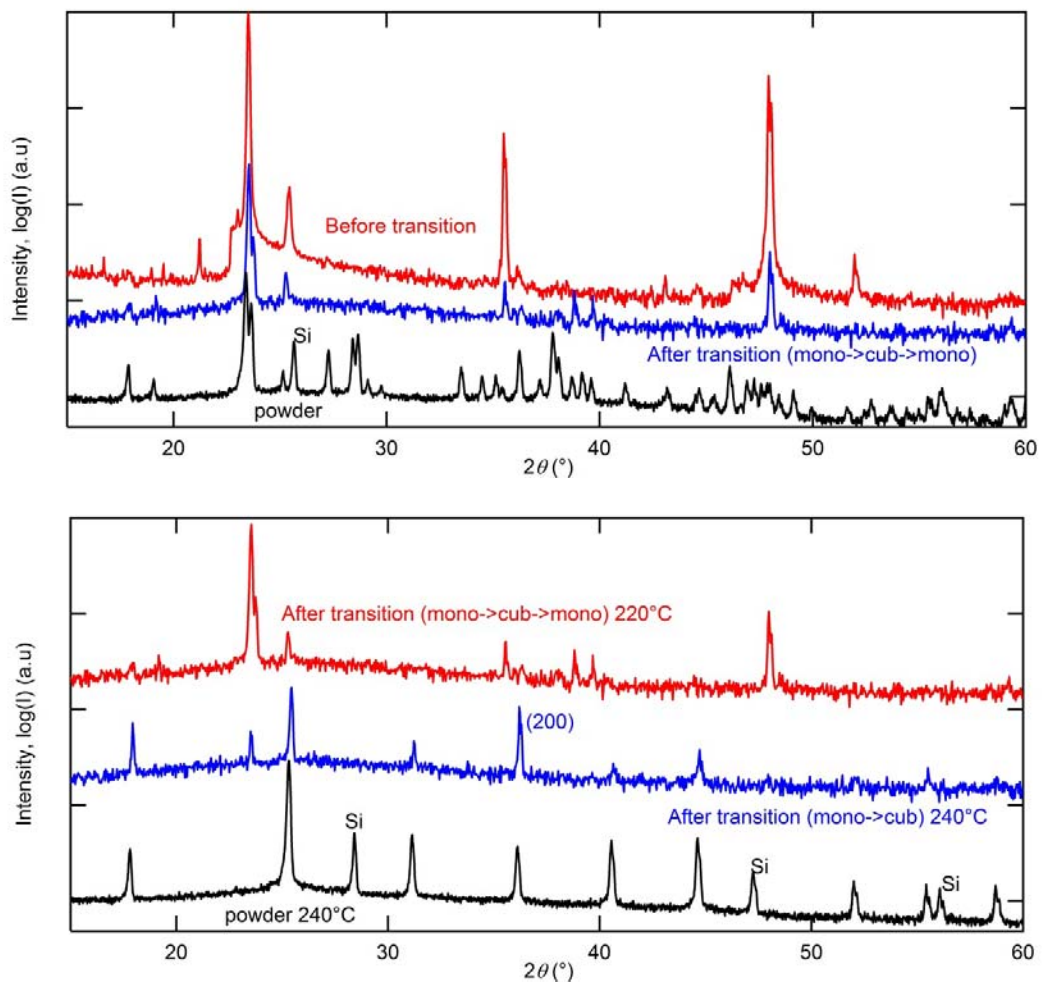 Intensity, log(I) (a.u)
Before transition
Si
After transition (mono->cub->mono)
powder
20
30
40
50
60
2θ (°)
Intensity, log(I) (a.u)
After transition (mono->cub->mono) 220°C
(200)
After transition (mono->cub) 240°C
Si
Si
Si
powder 240°C
20
30
40
50
60
2θ (°)